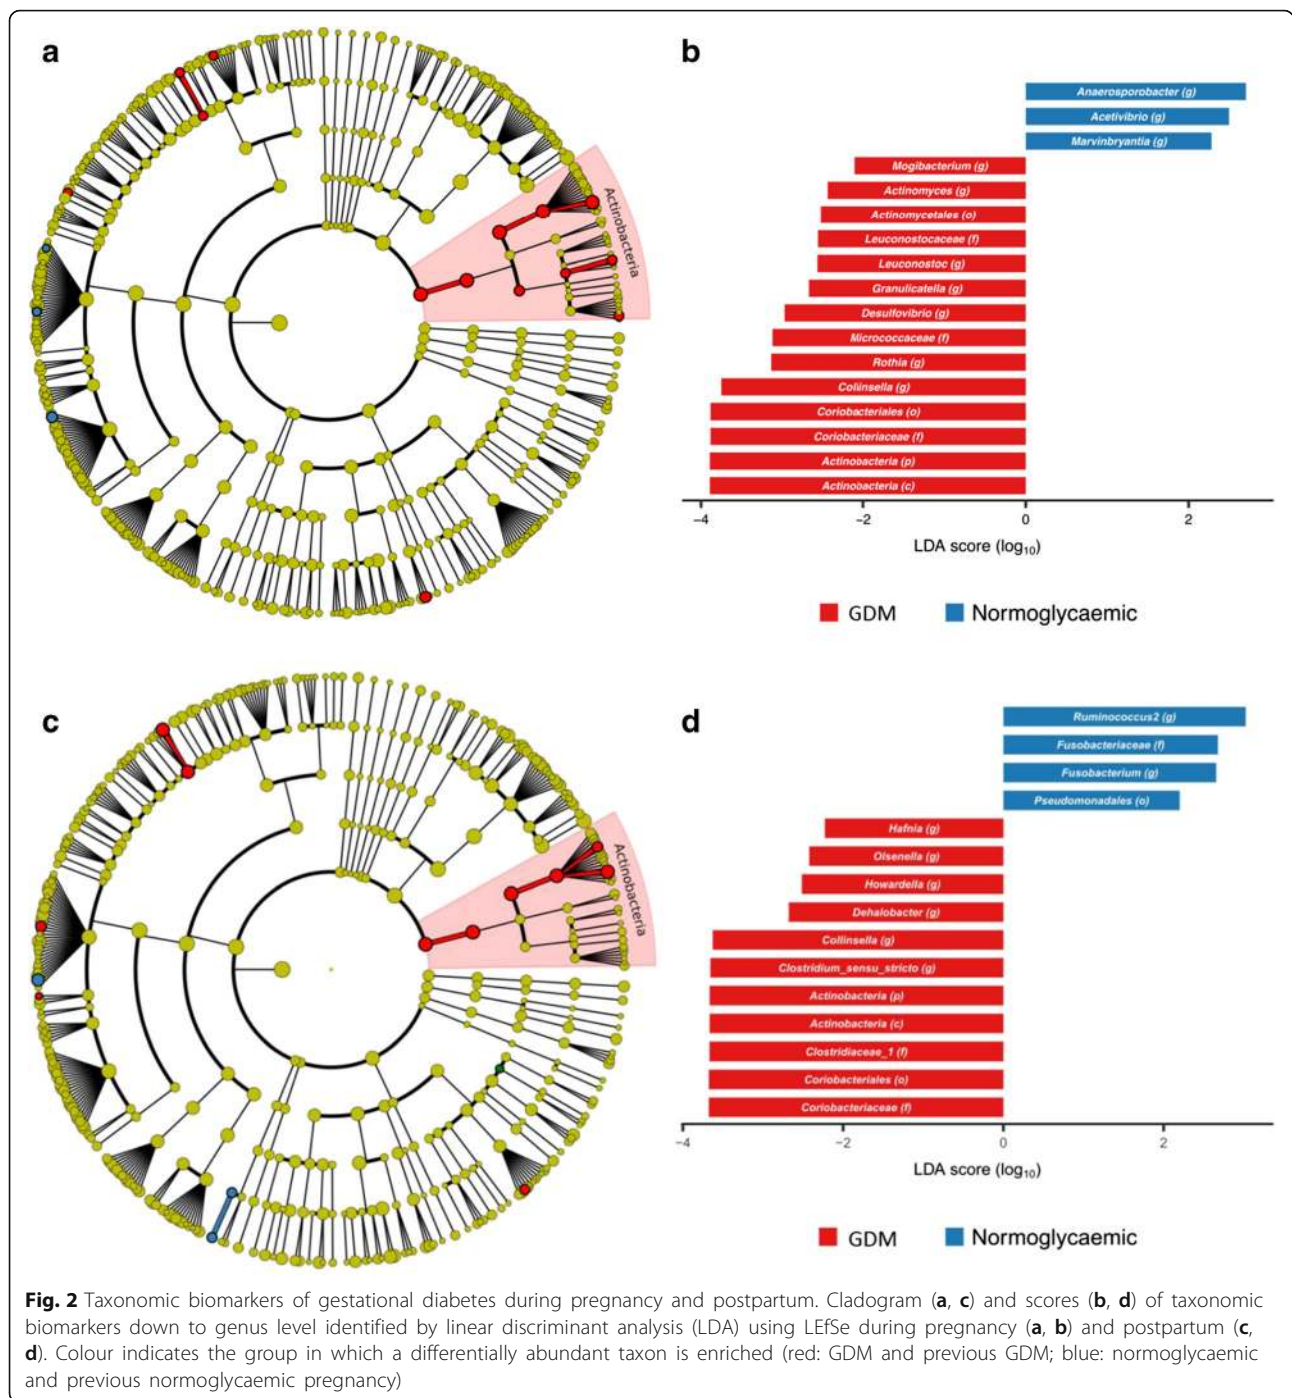 a
Actinobacteria
b
Anaerosporobacter (g)
Acetivibrio (g)
Marvinbryantia (g)
Mogibacterium (g)
Actinomyces (g)
Actinomycetales (o)
Leuconostocaceae (f)
Leuconostoc (g)
Granulicatella (g)
Desulfovibrio (g)
Micrococcaceae (f)
Rothia (g)
Collinsella (g)
Coriobacteriales (o)
Coriobacteriaceae (f)
Actinobacteria (p)
Actinobacteria (c)
−4 −2 0 2
LDA score (log10)
GDM Normoglycaemic
c
Actinobacteria
d
Ruminococcus2 (g)
Fusobacteriaceae (f)
Fusobacterium (g)
Pseudomonadales (o)
Hafnia (g)
Olsenella (g)
Howardella (g)
Dehalobacter (g)
Collinsella (g)
Clostridium_sensu_stricto (g)
Actinobacteria (p)
Actinobacteria (c)
Clostridiaceae_1 (f)
Coriobacteriales (o)
Coriobacteriaceae (f)
−4 −2 0 2
LDA score (log10)
GDM Normoglycaemic
Fig. 2 Taxonomic biomarkers of gestational diabetes during pregnancy and postpartum. Cladogram (a, c) and scores (b, d) of taxonomic
biomarkers down to genus level identified by linear discriminant analysis (LDA) using LEfSe during pregnancy (a, b) and postpartum (c,
d). Colour indicates the group in which a differentially abundant taxon is enriched (red: GDM and previous GDM; blue: normoglycaemic
and previous normoglycaemic pregnancy)